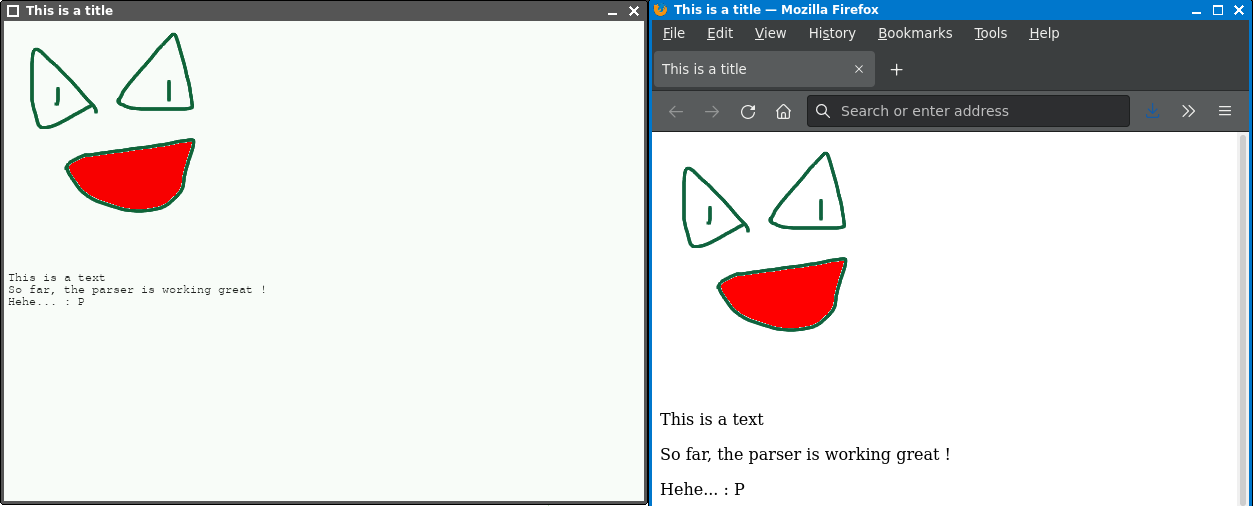 This is a title
This is a text
So far, the parser is working great !
Hehe... : P
This is a title — Mozilla Firefox
File Edit View History Bookmarks Tools Help
This is a title
Search or enter address
This is a text
So far, the parser is working great !
Hehe... : P